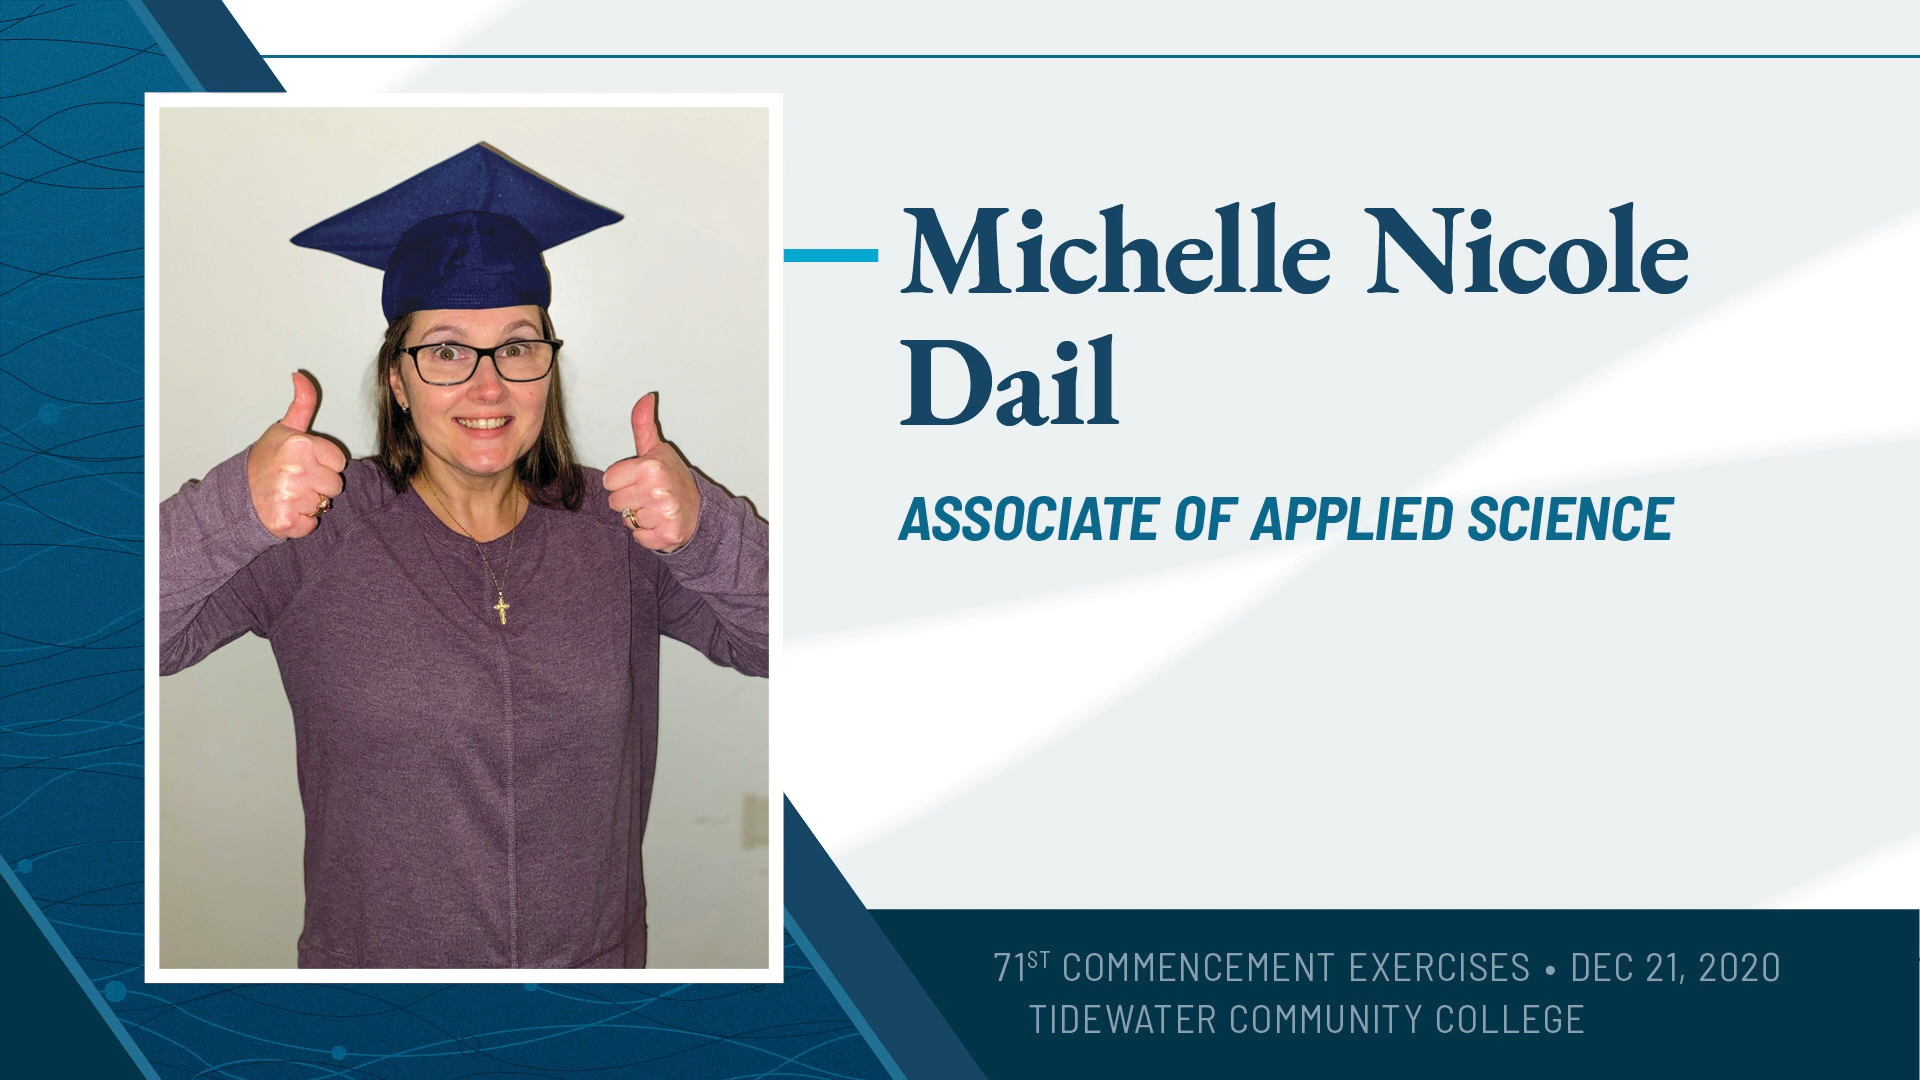 Michelle Nicole
Dail
ASSOCIATE OF APPLIED SCIENCE
71ST COMMENCEMENT EXERCISES • DEC 21, 2020
TIDEWATER COMMUNITY COLLEGE